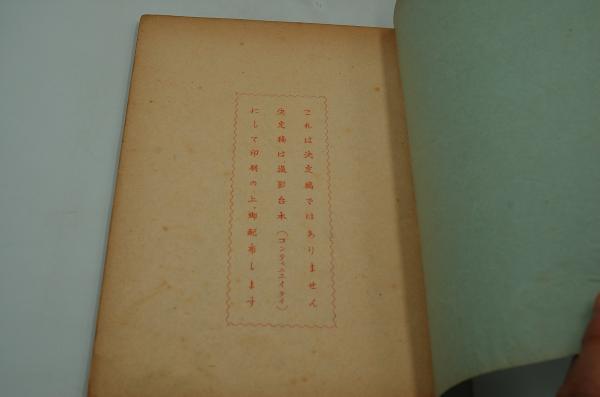 これは決定稿ではありません
決定稿は、撮影台本（コンティニユイテイ）
にして印刷の上、御配布します